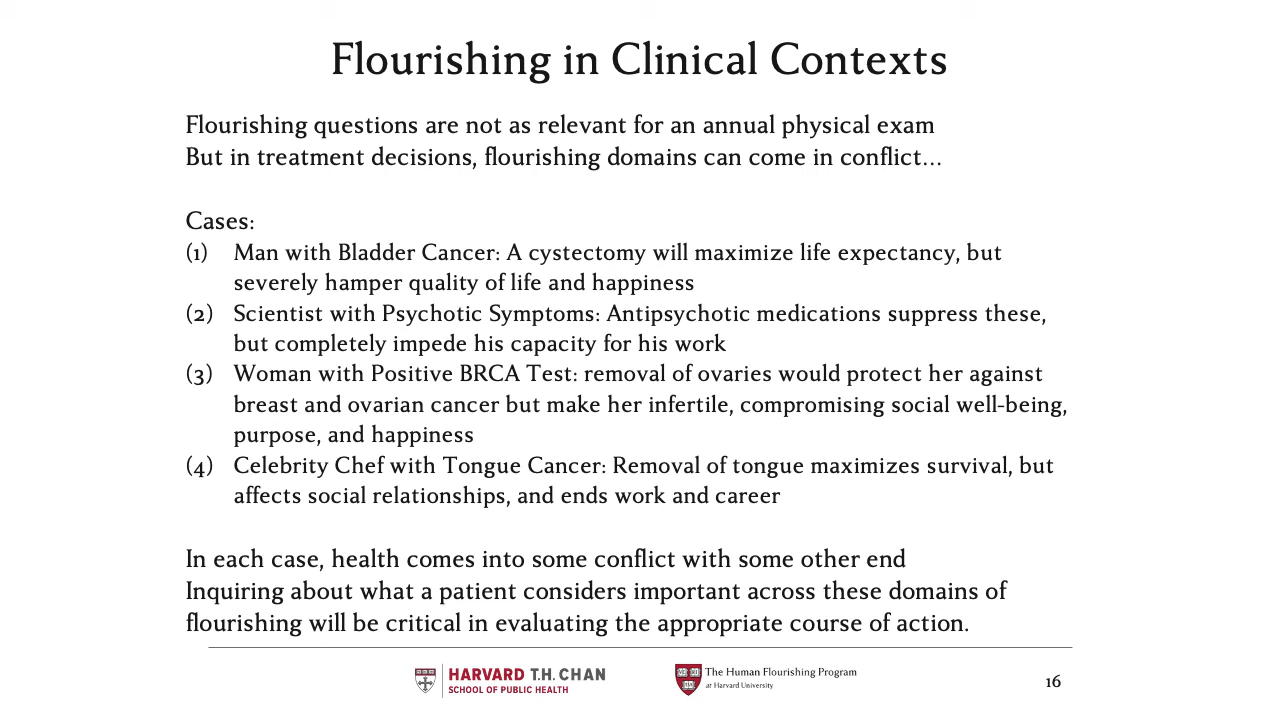 Flourishing in Clinical Contexts
Flourishing questions are not as relevant for an annual physical exam
But in treatment decisions, flourishing domains can come in conflict…
Cases:
(1) Man with Bladder Cancer: A cystectomy will maximize life expectancy, but
severely hamper quality of life and happiness
(2) Scientist with Psychotic Symptoms: Antipsychotic medications suppress these,
but completely impede his capacity for his work
(3) Woman with Positive BRCA Test: removal of ovaries would protect her against
breast and ovarian cancer but make her infertile, compromising social well-being,
purpose, and happiness
(4) Celebrity Chef with Tongue Cancer: Removal of tongue maximizes survival, but
affects social relationships, and ends work and career
In each case, health comes into some conflict with some other end
Inquiring about what a patient considers important across these domains of
flourishing will be critical in evaluating the appropriate course of action.
HARVARD T.H. CHAN
SCHOOL OF PUBLIC HEALTH
The Human Flourishing Program
at Harvard University
16